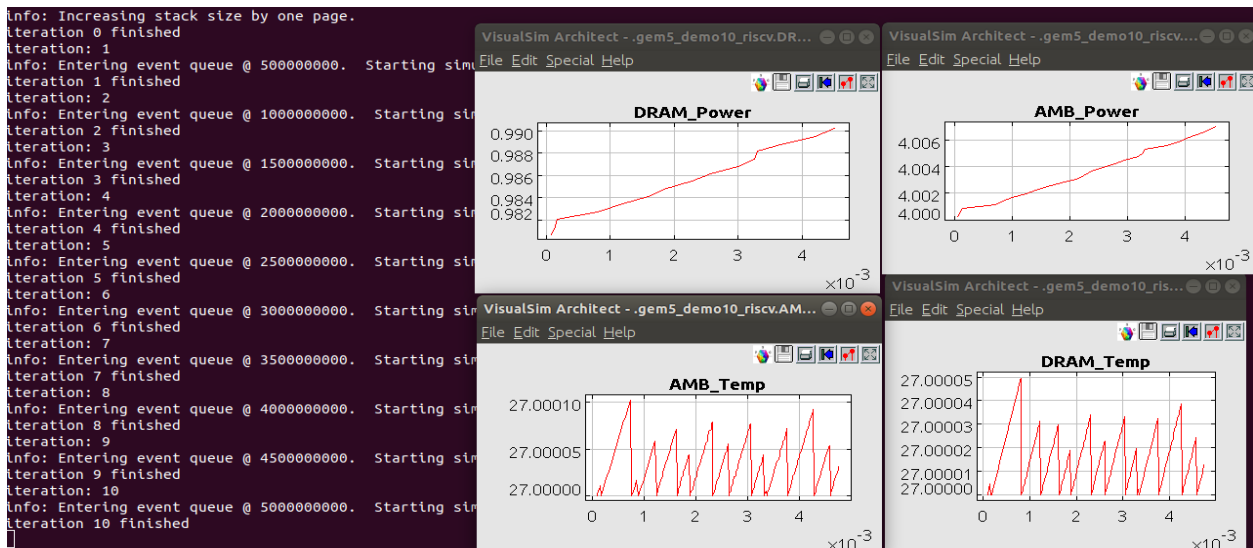 info: Increasing stack size by one page.
iteration 0 finished
iteration: 1
info: Entering event queue @ 500000000.  Starting simu
iteration 1 finished
iteration: 2
info: Entering event queue @ 1000000000.  Starting sim
iteration 2 finished
iteration: 3
info: Entering event queue @ 1500000000.  Starting sim
iteration 3 finished
iteration: 4
info: Entering event queue @ 2000000000.  Starting sim
iteration 4 finished
iteration: 5
info: Entering event queue @ 2500000000.  Starting sim
iteration 5 finished
iteration: 6
info: Entering event queue @ 3000000000.  Starting sim
iteration 6 finished
iteration: 7
info: Entering event queue @ 3500000000.  Starting sim
iteration 7 finished
iteration: 8
info: Entering event queue @ 4000000000.  Starting sim
iteration 8 finished
iteration: 9
info: Entering event queue @ 4500000000.  Starting sim
iteration 9 finished
iteration: 10
info: Entering event queue @ 5000000000.  Starting sim
iteration 10 finished
VisualSim Architect - .gem5_demo10_riscv.DR...
File Edit Special Help
DRAM_Power
0.990
0.988
0.986
0.984
0.982
0 1 2 3 4
×10-3
VisualSim Architect - .gem5_demo10_riscv....
File Edit Special Help
AMB_Power
4.006
4.004
4.002
4.000
0 1 2 3 4
×10-3
VisualSim Architect - .gem5_demo10_riscv.AM...
File Edit Special Help
AMB_Temp
27.00010
27.00005
27.00000
0 1 2 3 4
×10-3
VisualSim Architect - .gem5_demo10_ris...
File Edit Special Help
DRAM_Temp
27.00005
27.00004
27.00003
27.00002
27.00001
27.00000
0 1 2 3 4
×10-3